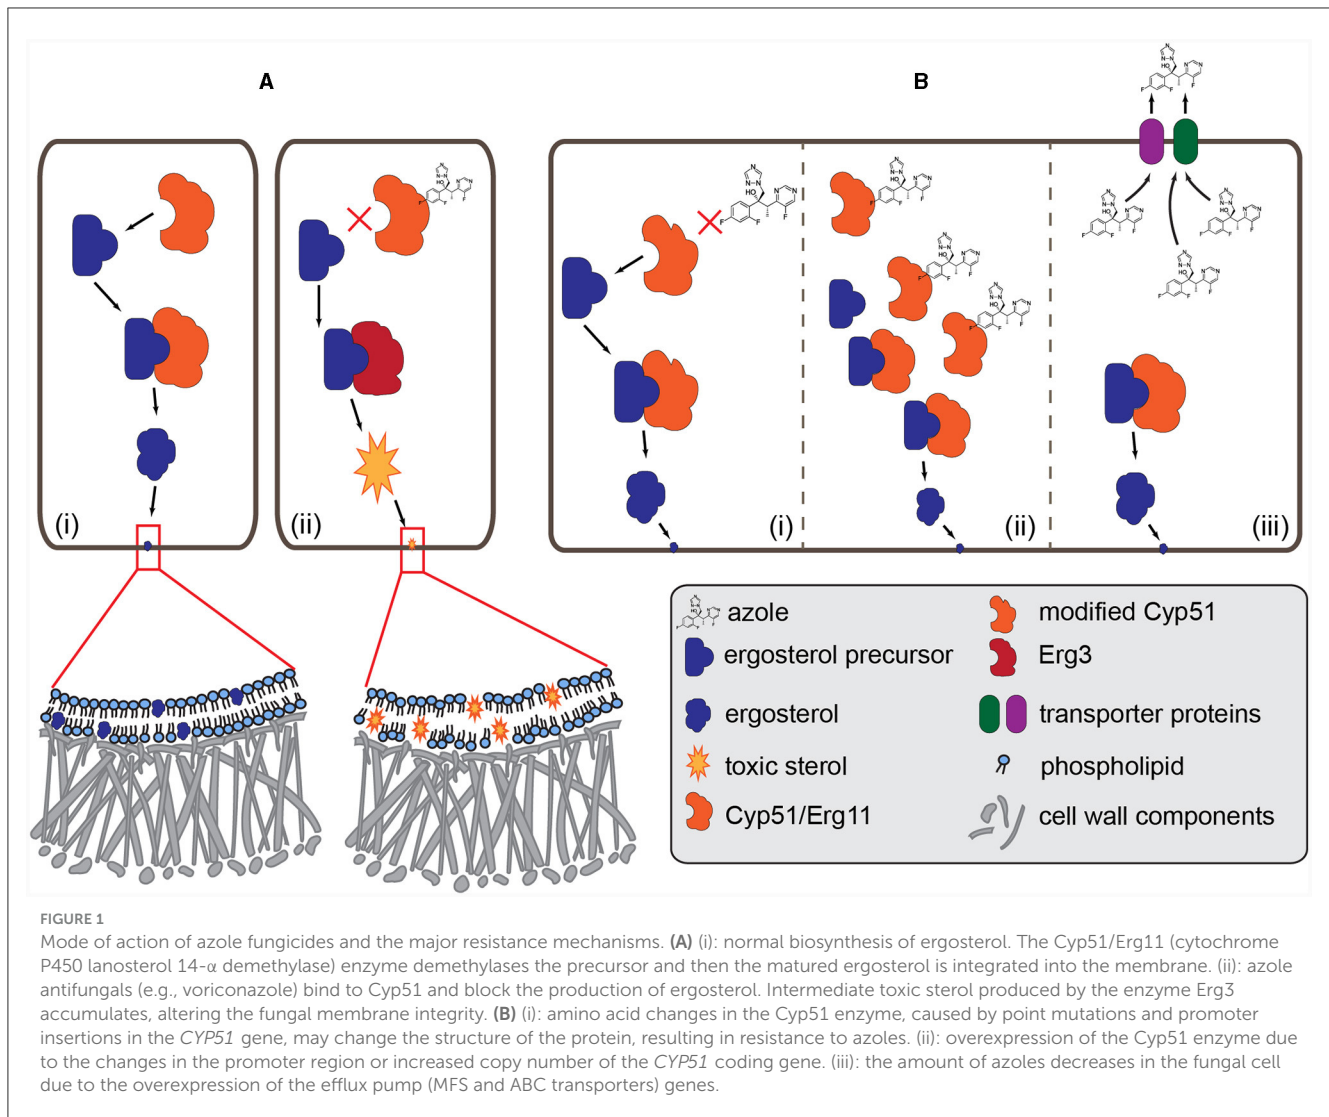 A
B
(i)
(ii)
(i)
(ii)
(iii)
azole
ergosterol precursor
ergosterol
toxic sterol
Cyp51/Erg11
modified Cyp51
Erg3
transporter proteins
phospholipid
cell wall components
FIGURE 1
Mode of action of azole fungicides and the major resistance mechanisms. (A) (i): normal biosynthesis of ergosterol. The Cyp51/Erg11 (cytochrome
P450 lanosterol 14-α demethylase) enzyme demethylases the precursor and then the matured ergosterol is integrated into the membrane. (ii): azole
antifungals (e.g., voriconazole) bind to Cyp51 and block the production of ergosterol. Intermediate toxic sterol produced by the enzyme Erg3
accumulates, altering the fungal membrane integrity. (B) (i): amino acid changes in the Cyp51 enzyme, caused by point mutations and promoter
insertions in the CYP51 gene, may change the structure of the protein, resulting in resistance to azoles. (ii): overexpression of the Cyp51 enzyme due
to the changes in the promoter region or increased copy number of the CYP51 coding gene. (iii): the amount of azoles decreases in the fungal cell
due to the overexpression of the efflux pump (MFS and ABC transporters) genes.